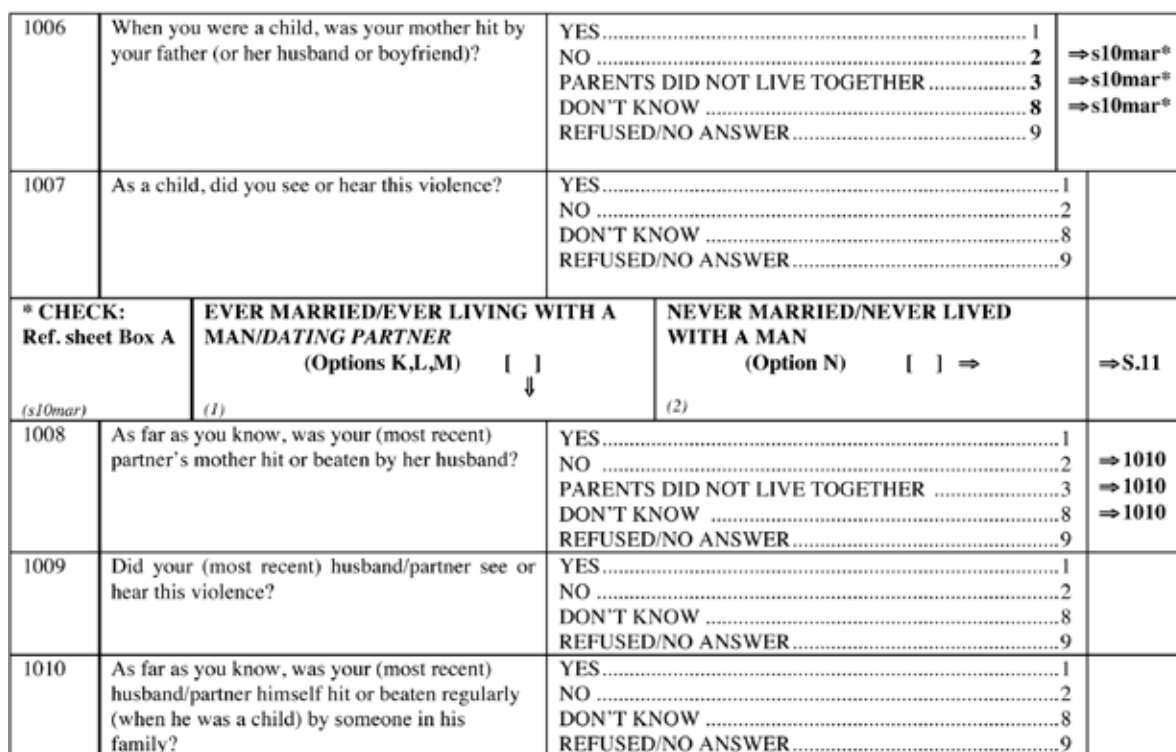 1006 When you were a child, was your mother hit by your father (or her husband or boyfriend)?
YES 1
NO 2 ⇒s10mar*
PARENTS DID NOT LIVE TOGETHER 3 ⇒s10mar*
DON'T KNOW 8 ⇒s10mar*
REFUSED/NO ANSWER 9
1007 As a child, did you see or hear this violence?
YES 1
NO 2
DON'T KNOW 8
REFUSED/NO ANSWER 9
* CHECK:
Ref. sheet Box A
(s10mar)
EVER MARRIED/EVER LIVING WITH A
MAN/DATING PARTNER
(Options K,L,M) [ ]
⇓
(1)
NEVER MARRIED/NEVER LIVED
WITH A MAN
(Option N) [ ] ⇒
(2)
⇒S.11
1008 As far as you know, was your (most recent)
partner's mother hit or beaten by her husband?
YES 1
NO 2 ⇒1010
PARENTS DID NOT LIVE TOGETHER 3 ⇒1010
DON'T KNOW 8 ⇒1010
REFUSED/NO ANSWER 9
1009 Did your (most recent) husband/partner see or
hear this violence?
YES 1
NO 2
DON'T KNOW 8
REFUSED/NO ANSWER 9
1010 As far as you know, was your (most recent)
husband/partner himself hit or beaten regularly
(when he was a child) by someone in his
family?
YES 1
NO 2
DON'T KNOW 8
REFUSED/NO ANSWER 9